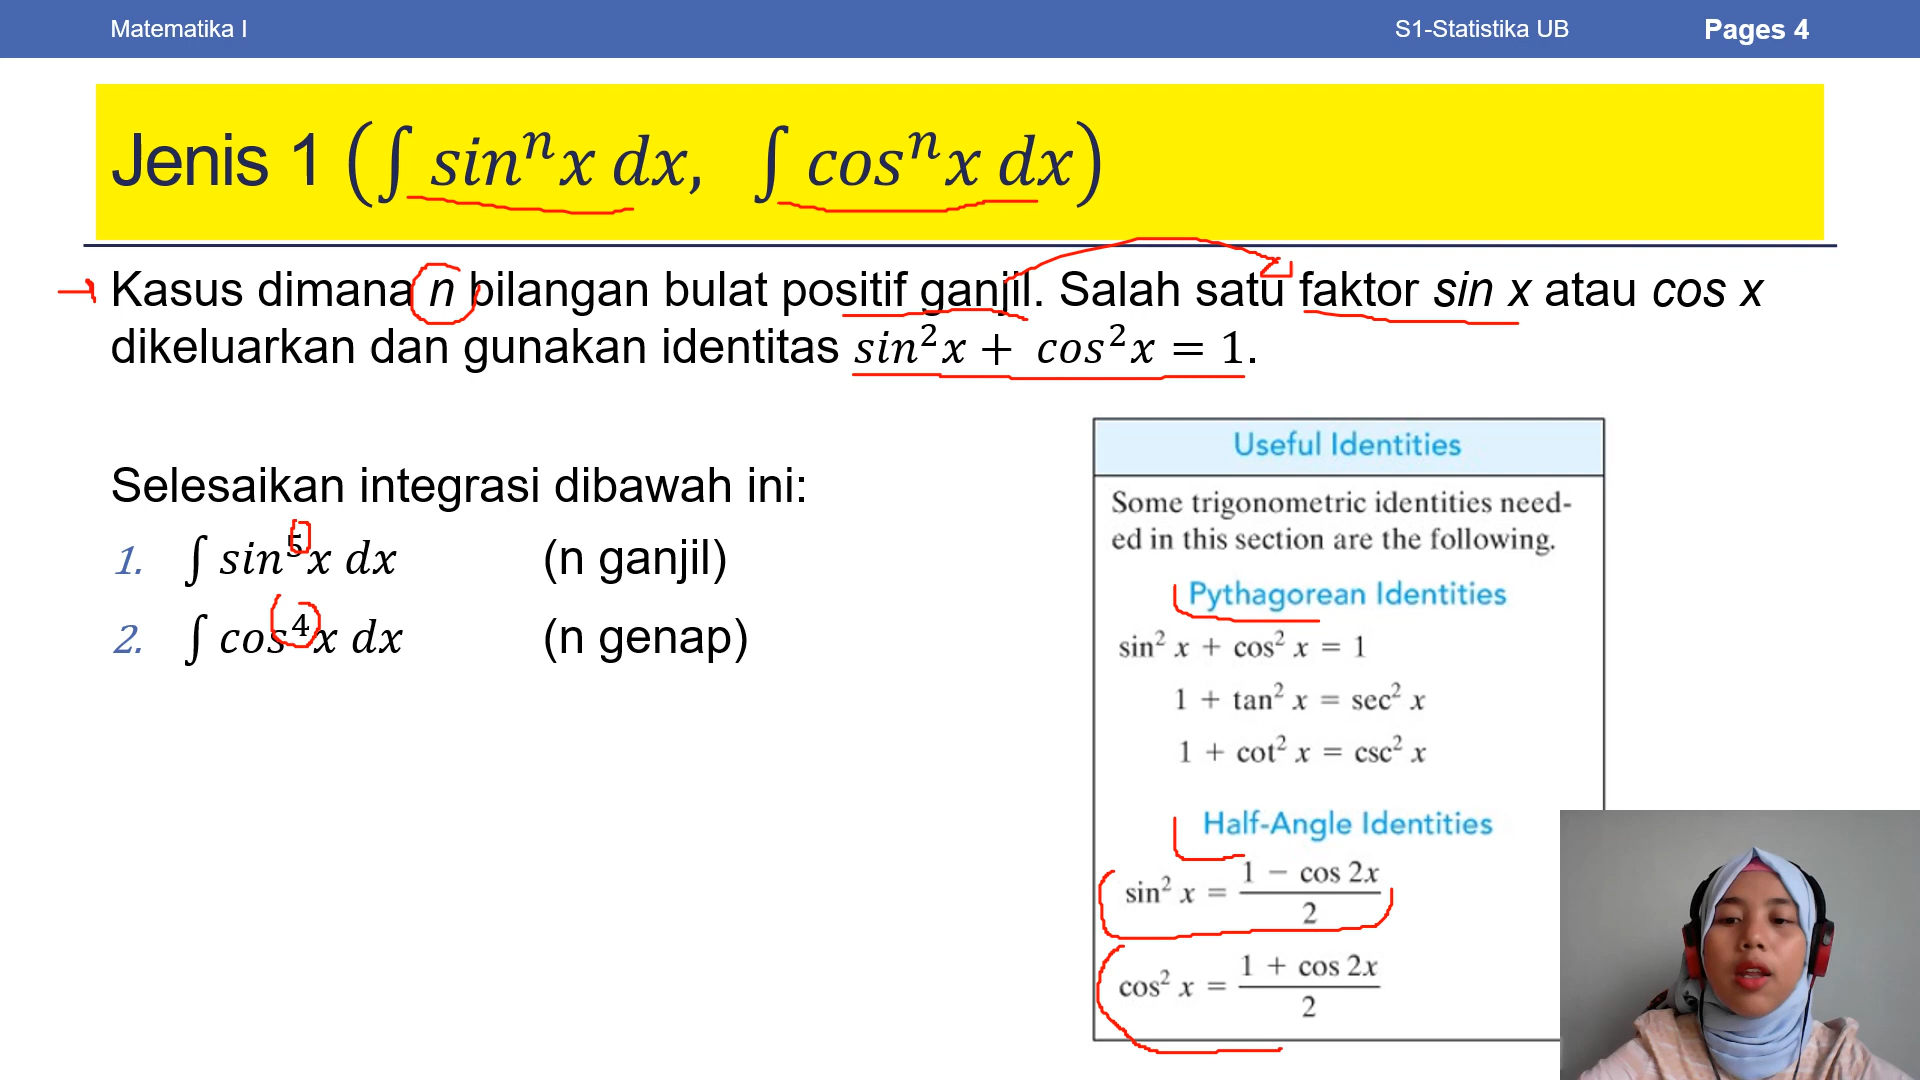 Matematika I
S1-Statistika UB
Pages 4
Jenis 1 (∫ sinⁿx dx, ∫ cosⁿx dx)
Kasus dimana n bilangan bulat positif ganjil. Salah satu faktor sin x atau cos x
dikeluarkan dan gunakan identitas sin²x + cos²x = 1.
Selesaikan integrasi dibawah ini:
1. ∫ sin⁵x dx (n ganjil)
2. ∫ cos⁴x dx (n genap)
Useful Identities
Some trigonometric identities need-
ed in this section are the following.
Pythagorean Identities
sin² x + cos² x = 1
1 + tan² x = sec² x
1 + cot² x = csc² x
Half-Angle Identities
sin² x = (1 − cos 2x)/2
cos² x = (1 + cos 2x)/2